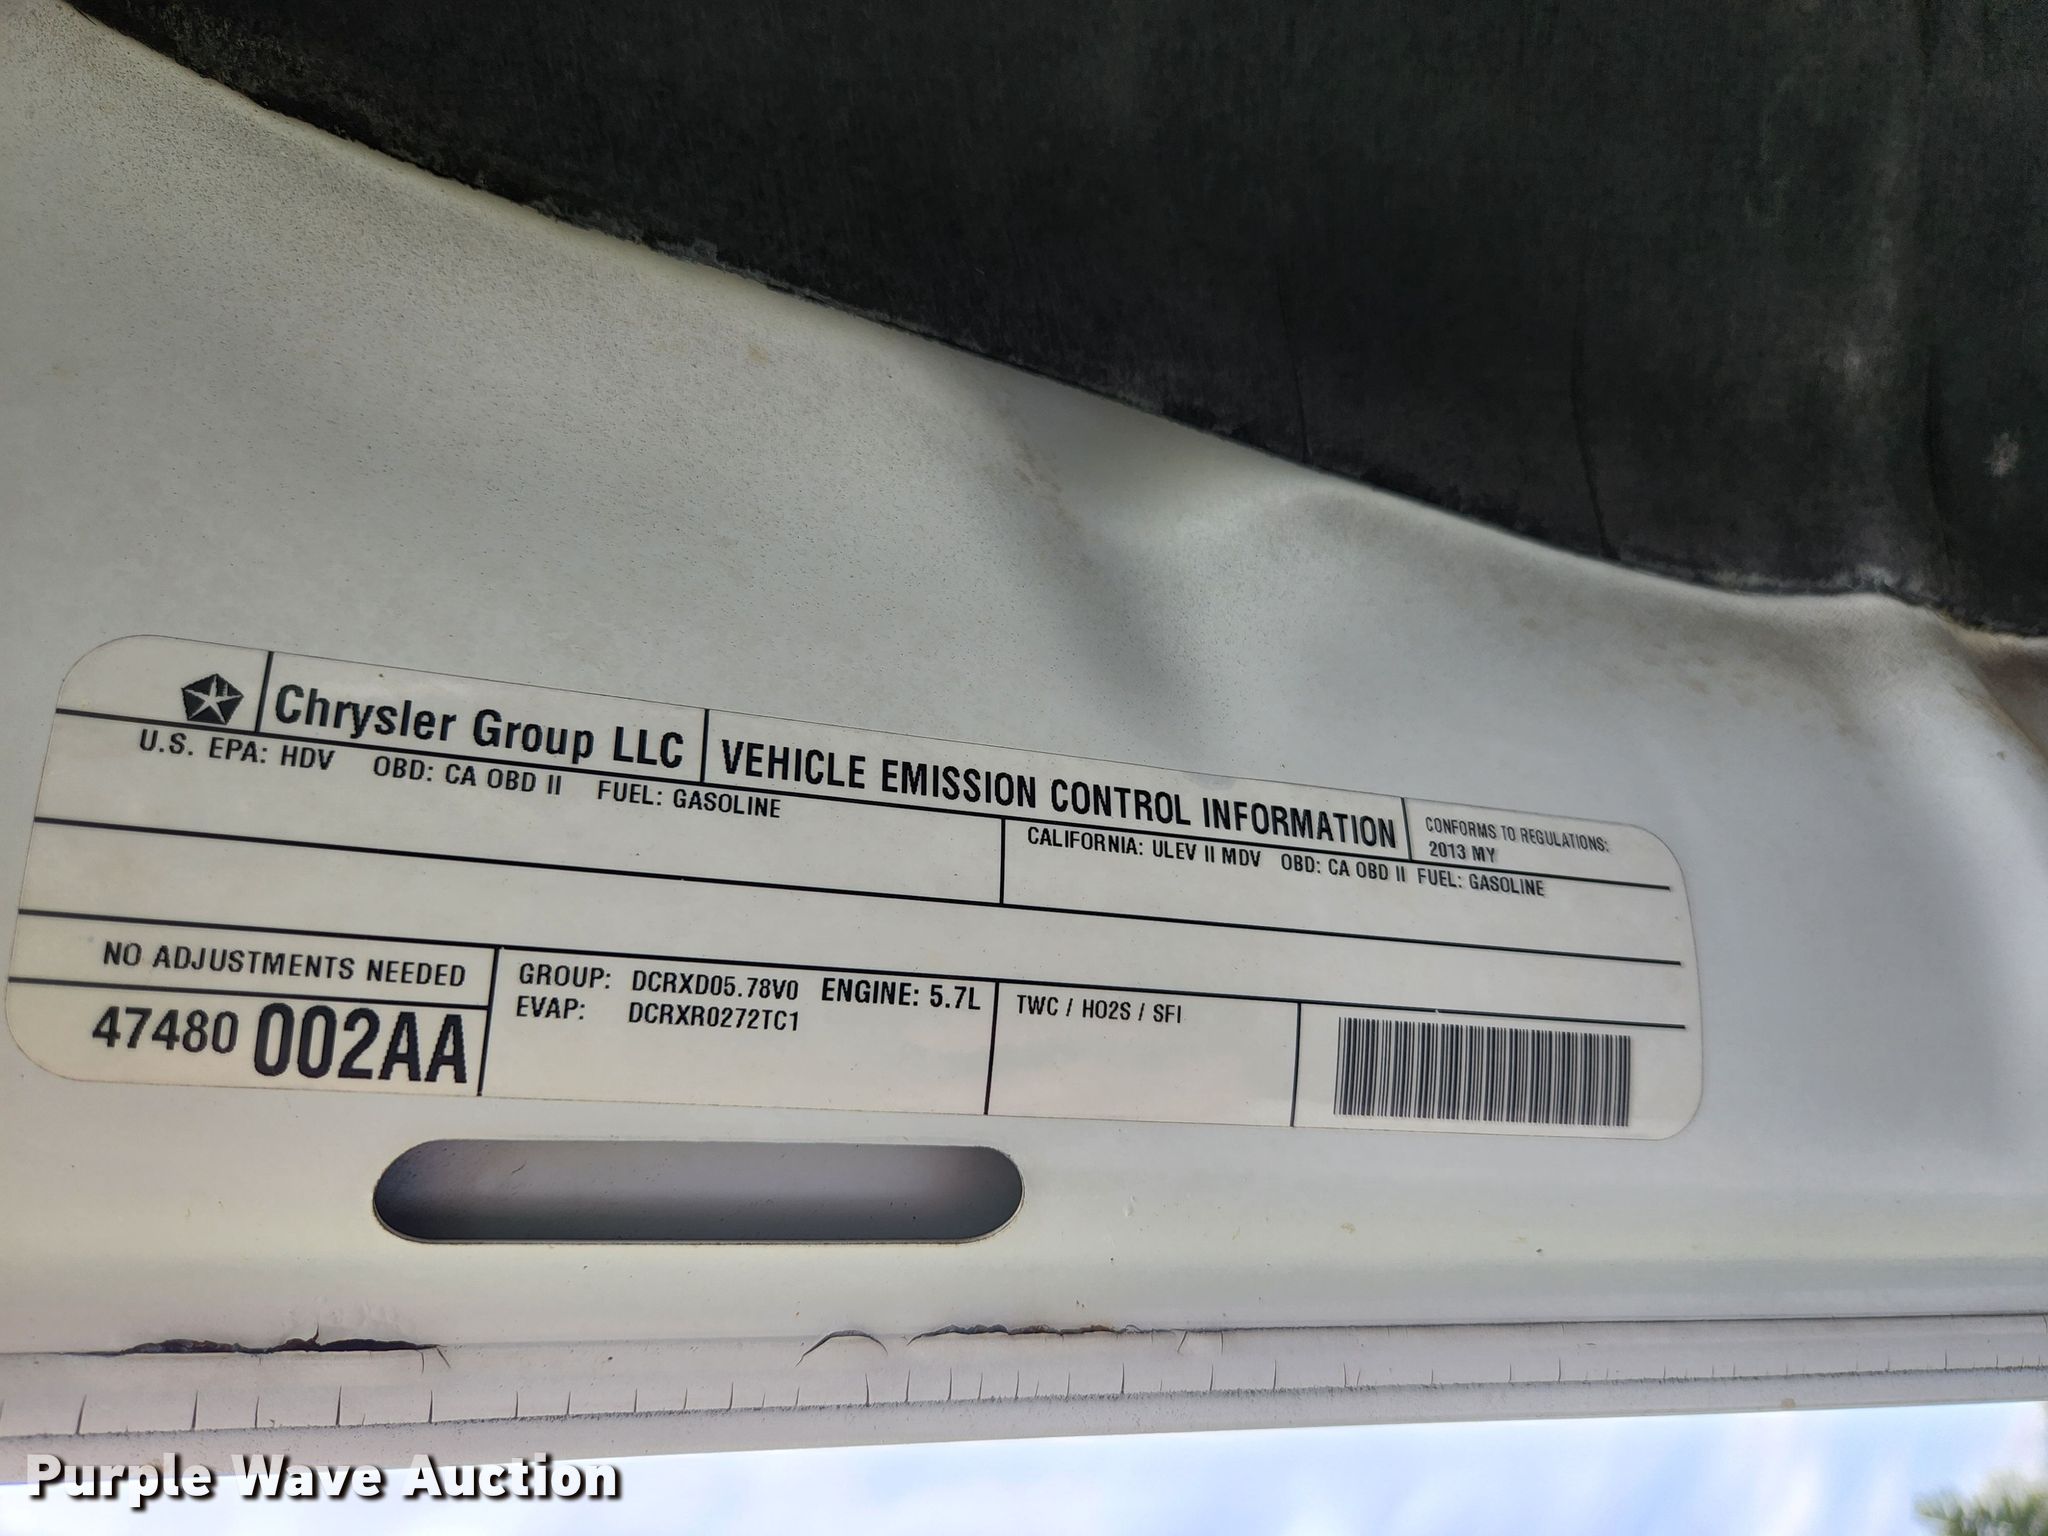 Chrysler Group LLC
VEHICLE EMISSION CONTROL INFORMATION
CONFORMS TO REGULATIONS:
2013 MY
U.S. EPA: HDV OBD: CA OBD II FUEL: GASOLINE
CALIFORNIA: ULEV II MDV OBD: CA OBD II FUEL: GASOLINE
NO ADJUSTMENTS NEEDED
47480 002AA
GROUP: DCRXD05.78V0 ENGINE: 5.7L
EVAP: DCRXR0272TC1
TWC / HO2S / SFI
Purple Wave Auction